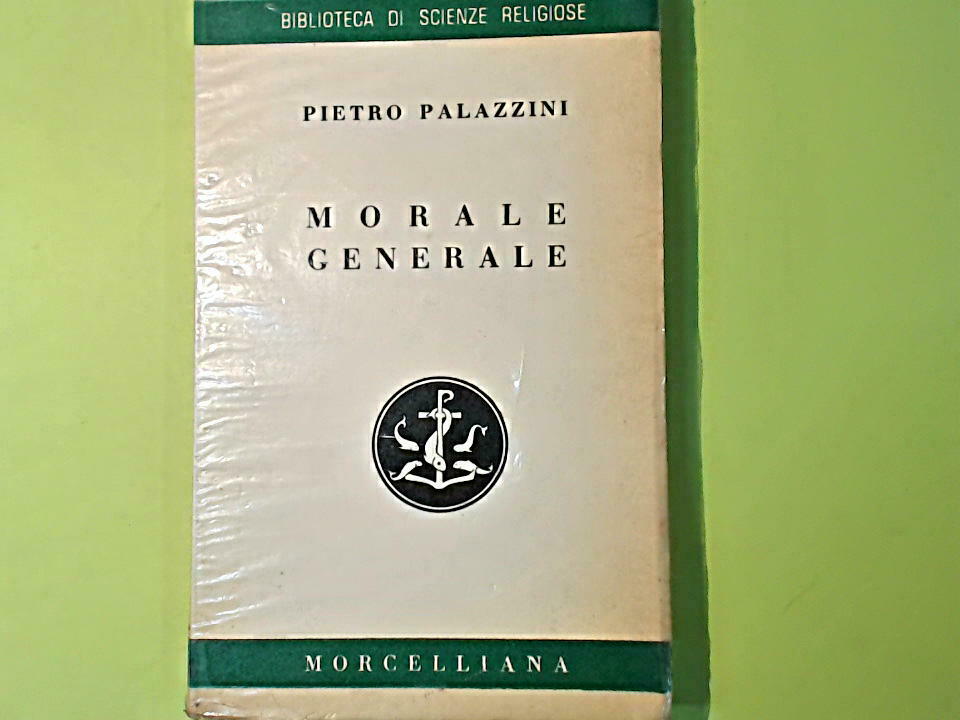 BIBLIOTECA DI SCIENZE RELIGIOSE
PIETRO PALAZZINI
MORALE
GENERALE
MORCELLIANA